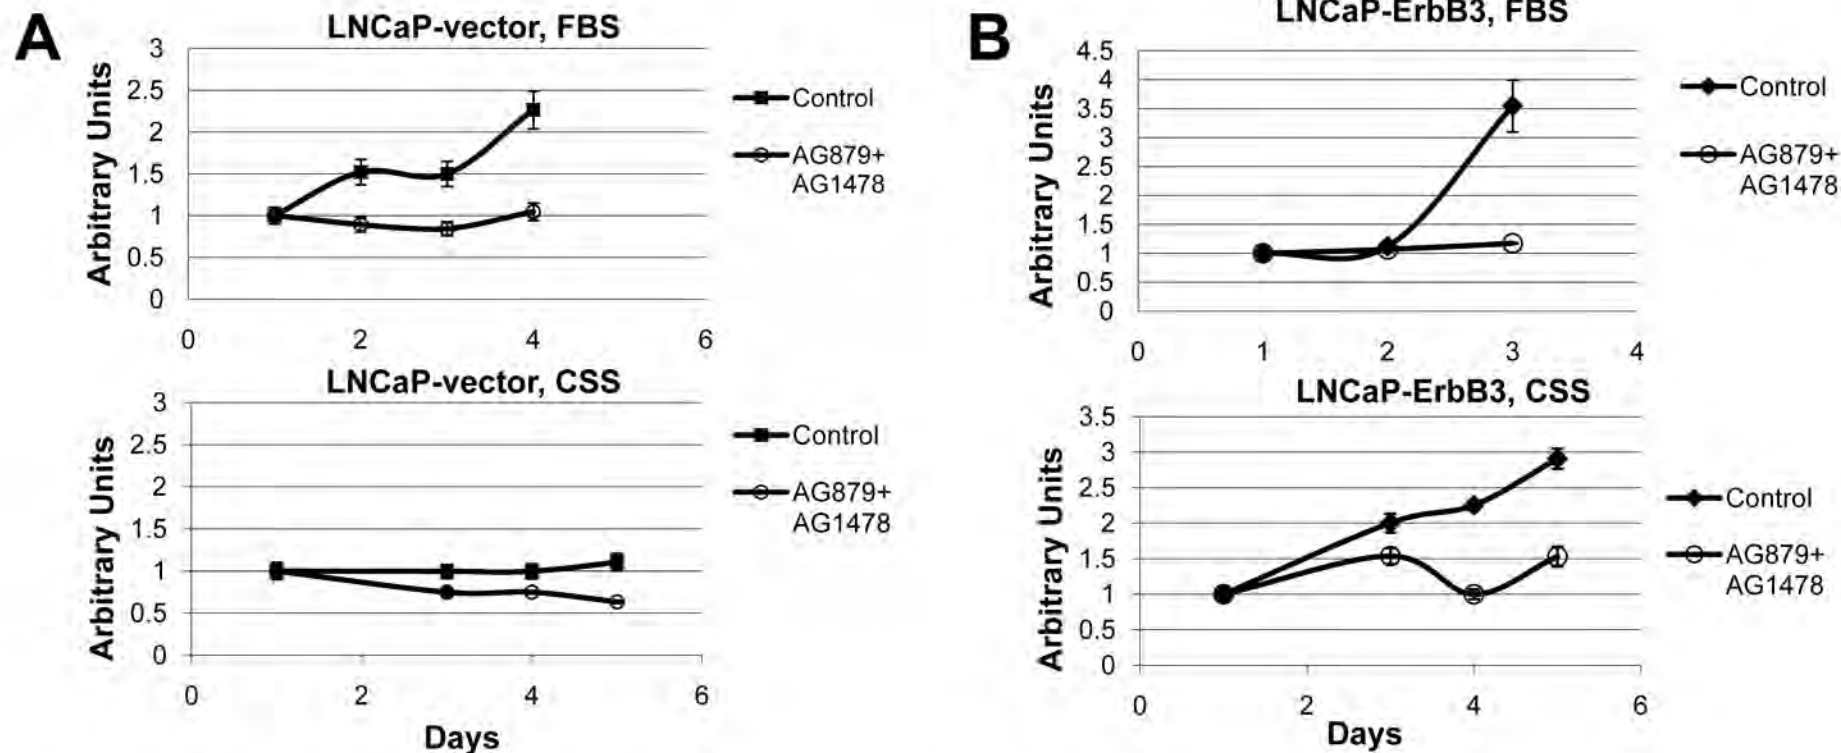 A
LNCaP-vector, FBS
Arbitrary Units
3
2.5
2
1.5
1
0.5
0
0 2 4 6
Control
AG879+
AG1478
LNCaP-vector, CSS
Arbitrary Units
3
2.5
2
1.5
1
0.5
0
0 2 4 6
Days
Control
AG879+
AG1478
B
LNCaP-ErbB3, FBS
Arbitrary Units
4.5
4
3.5
3
2.5
2
1.5
1
0.5
0
0 1 2 3 4
Control
AG879+
AG1478
LNCaP-ErbB3, CSS
Arbitrary Units
3.5
3
2.5
2
1.5
1
0.5
0
0 2 4 6
Days
Control
AG879+
AG1478